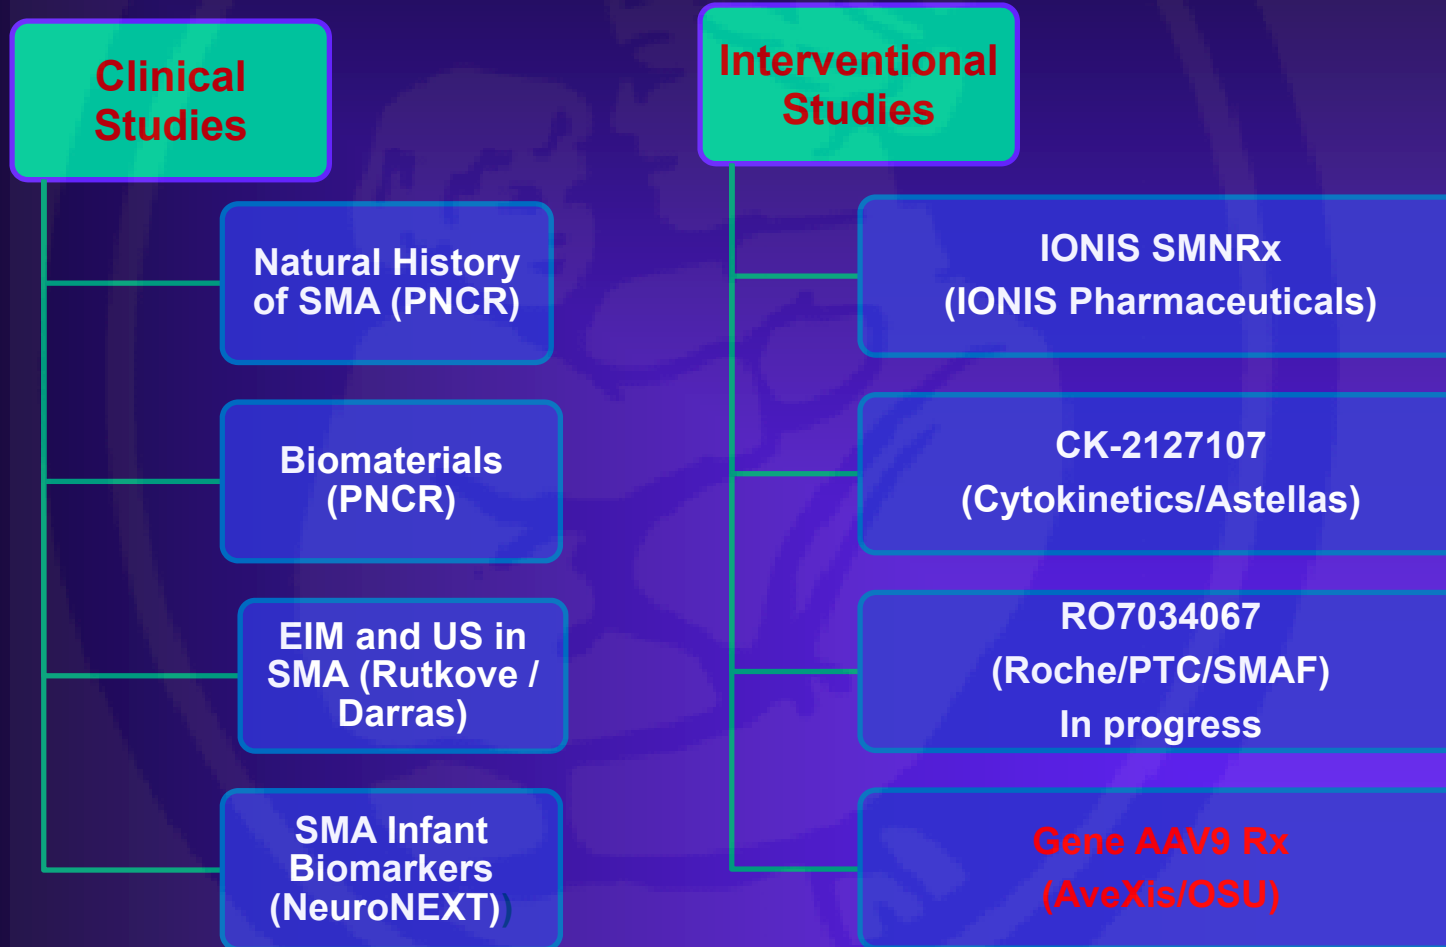 Clinical
Studies
Natural History
of SMA (PNCR)
Biomaterials
(PNCR)
EIM and US in
SMA (Rutkove /
Darras)
SMA Infant
Biomarkers
(NeuroNEXT))
Interventional
Studies
IONIS SMNRx
(IONIS Pharmaceuticals)
CK-2127107
(Cytokinetics/Astellas)
RO7034067
(Roche/PTC/SMAF)
In progress
Gene AAV9 Rx
(AveXis/OSU)